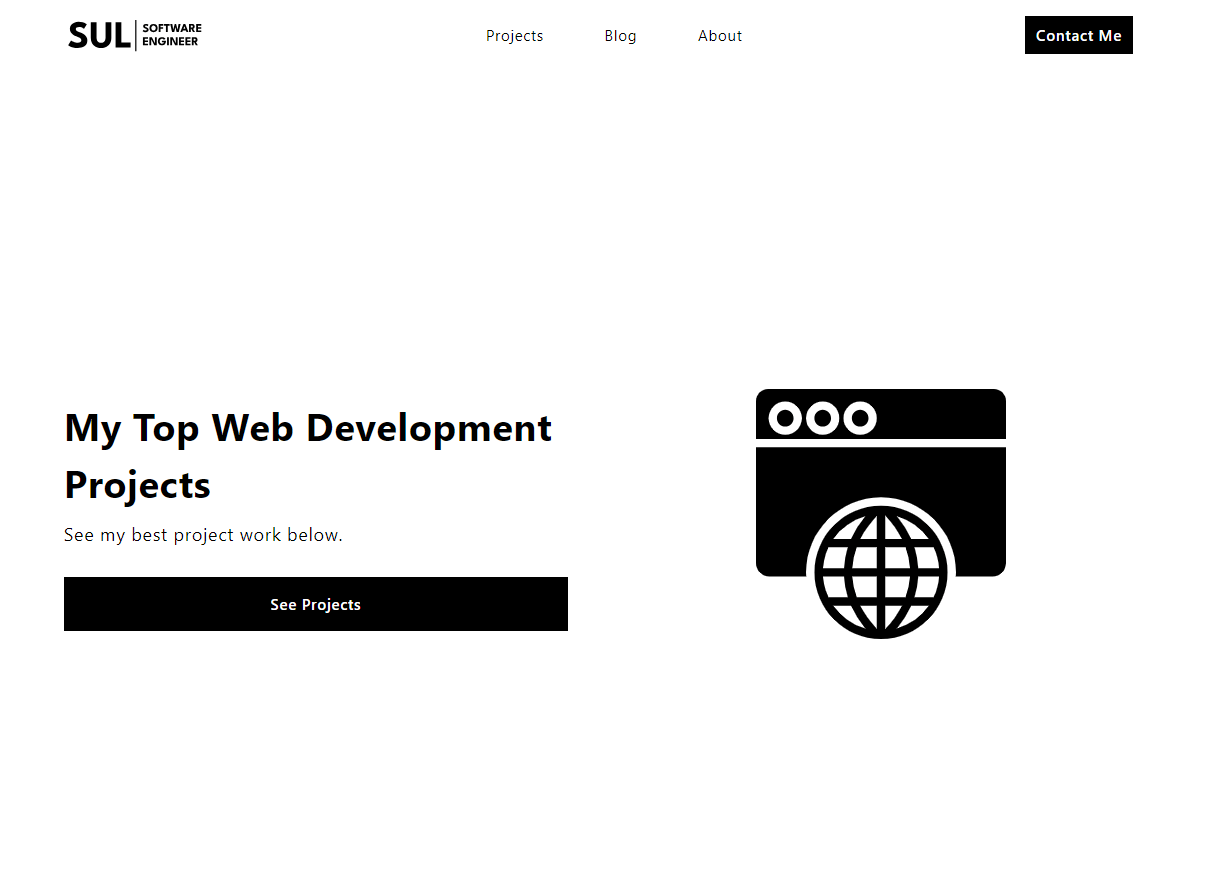 SUL SOFTWARE
ENGINEER
Projects
Blog
About
Contact Me
My Top Web Development
Projects
See my best project work below.
See Projects